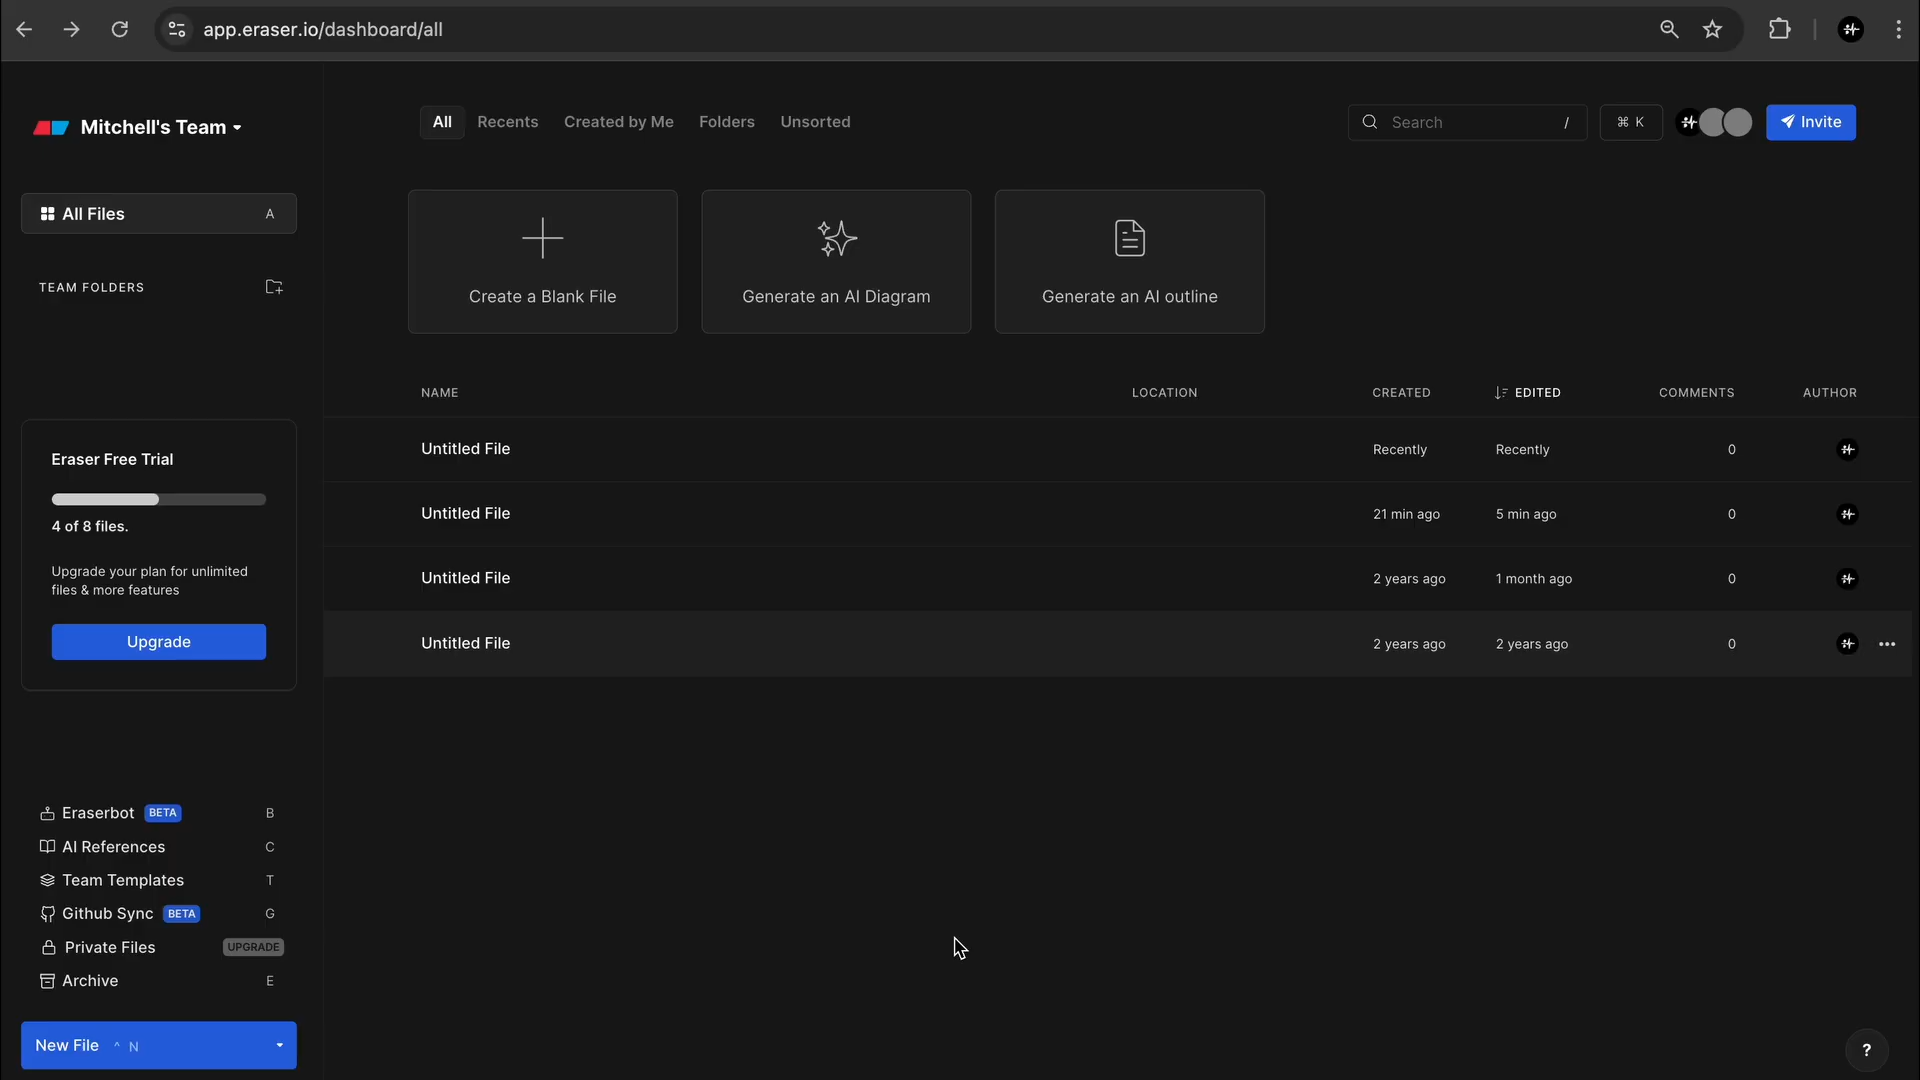 app.eraser.io/dashboard/all
Mitchell's Team
All Recents Created by Me Folders Unsorted
Search /
⌘ K
Invite
All Files A
TEAM FOLDERS
Create a Blank File
Generate an AI Diagram
Generate an AI outline
NAME LOCATION CREATED EDITED COMMENTS AUTHOR
Untitled File Recently Recently 0
Untitled File 21 min ago 5 min ago 0
Untitled File 2 years ago 1 month ago 0
Untitled File 2 years ago 2 years ago 0
Eraser Free Trial
4 of 8 files.
Upgrade your plan for unlimited
files & more features
Upgrade
Eraserbot BETA B
AI References C
Team Templates T
Github Sync BETA G
Private Files UPGRADE
Archive E
New File ^ N
?